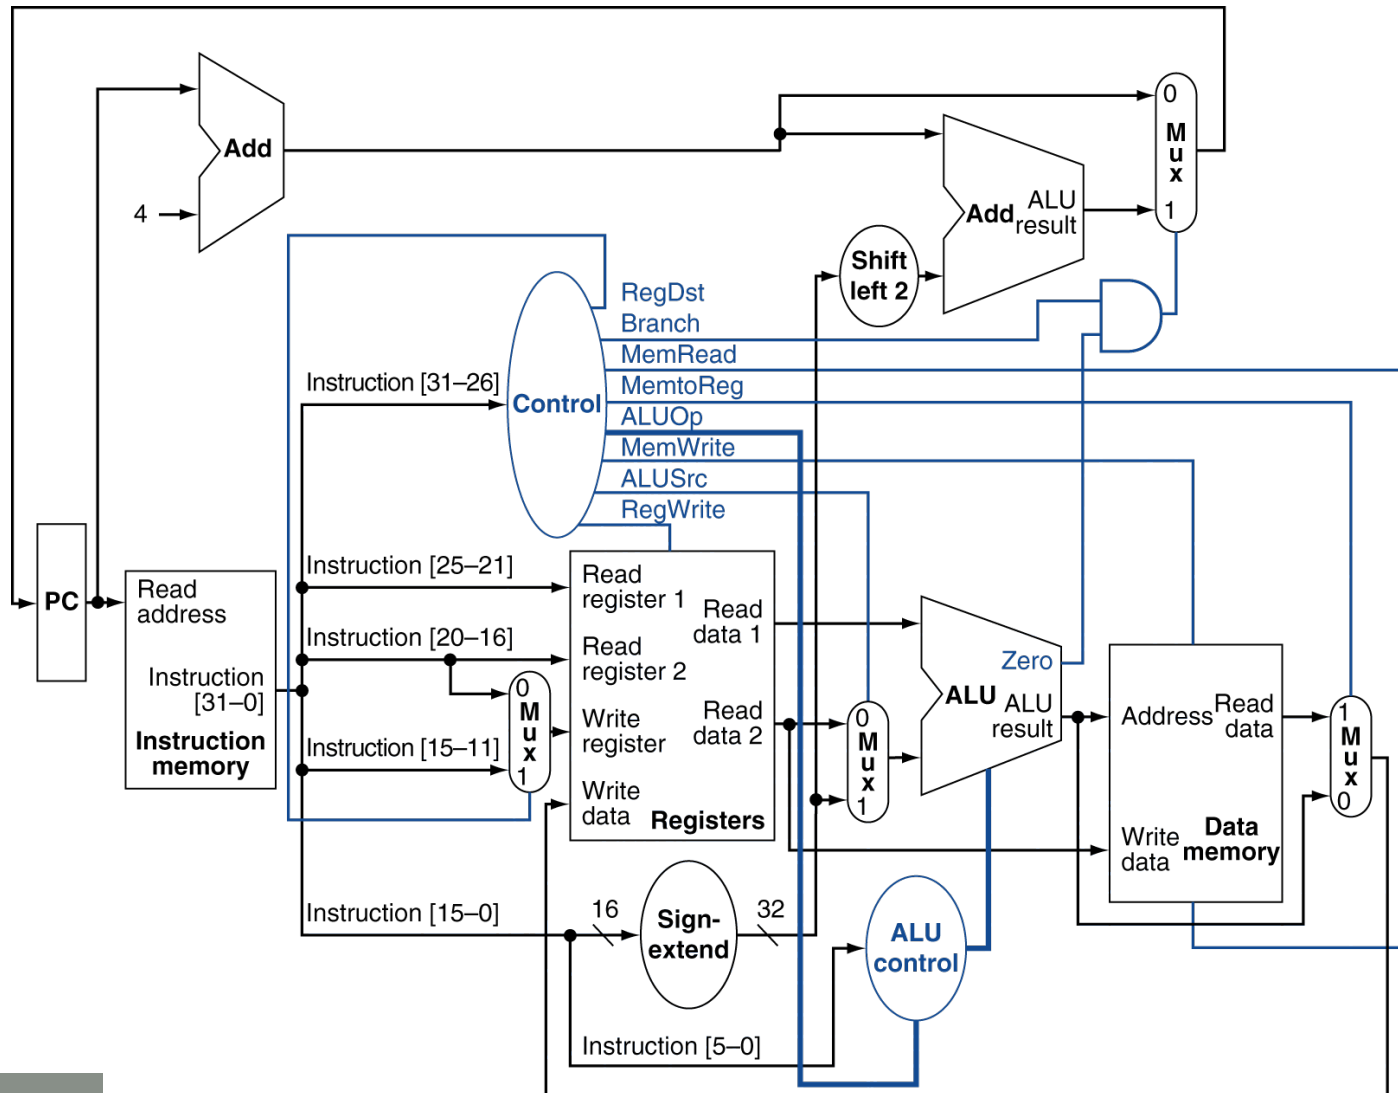 0
M
u
x
1
Add
4
Add
ALU
result
Shift
left 2
RegDst
Branch
MemRead
MemtoReg
ALUOp
MemWrite
ALUSrc
RegWrite
Instruction [31–26]
Control
PC
Read
address
Instruction
[31–0]
Instruction
memory
Instruction [25–21]
Instruction [20–16]
Instruction [15–11]
0
M
u
x
1
Read
register 1
Read
register 2
Write
register
Write
data
Read
data 1
Read
data 2
Registers
0
M
u
x
1
Zero
ALU
ALU
result
Address
Read
data
Write
data
Data
memory
1
M
u
x
0
Instruction [15–0]
16
Sign-
extend
32
ALU
control
Instruction [5–0]